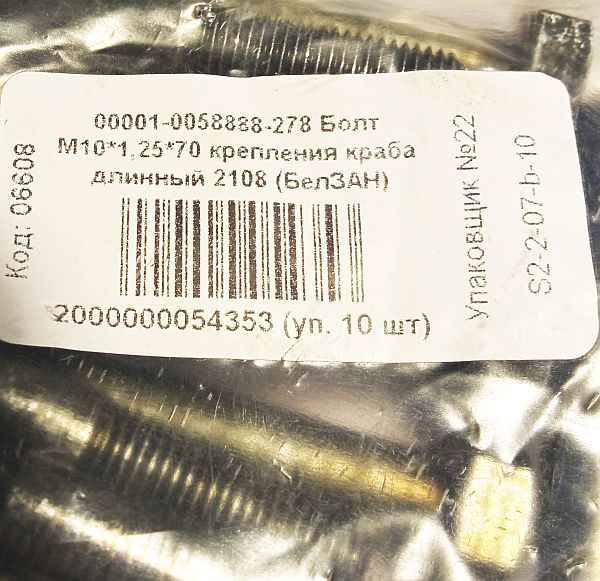 00001-0058888-278 Болт
М10*1,25*70 крепления краба
длинный 2108 (БелЗАН)
2000000054353 (уп. 10 шт)
Код: 06608
Упаковщик №22
S2-2-07-b-10